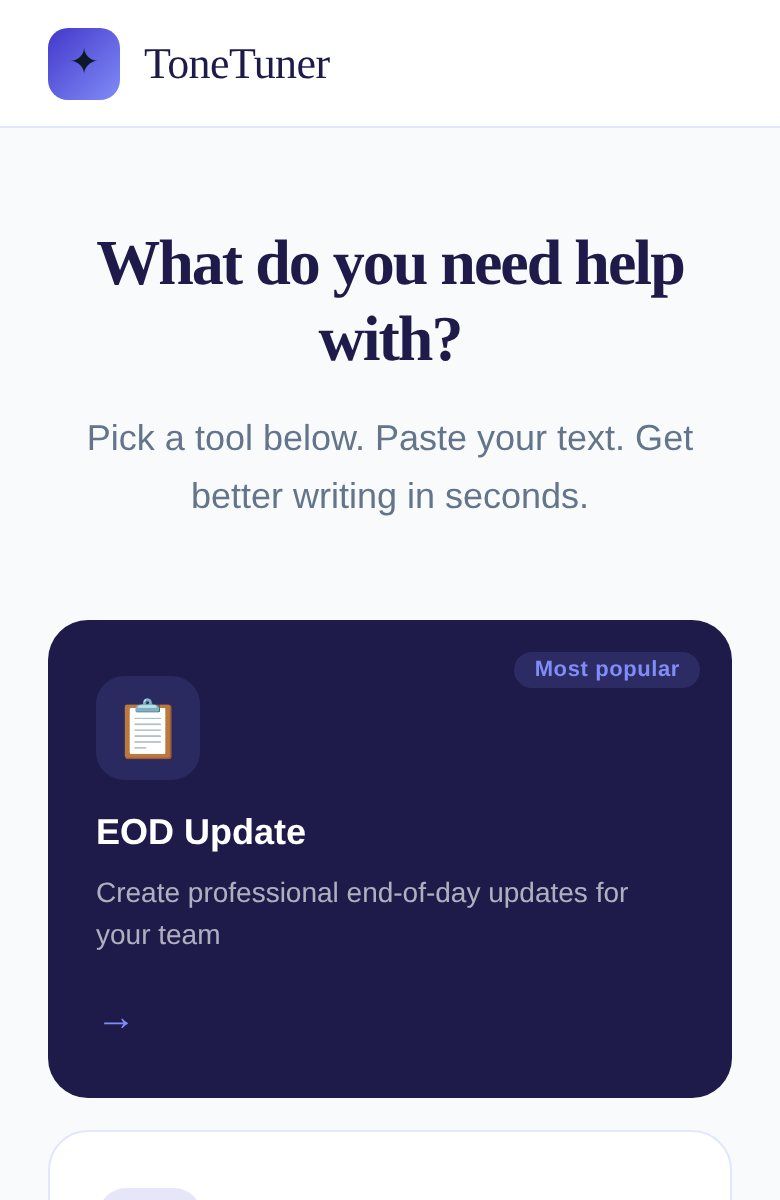 ToneTuner
What do you need help
with?
Pick a tool below. Paste your text. Get
better writing in seconds.
Most popular
EOD Update
Create professional end-of-day updates for
your team
→